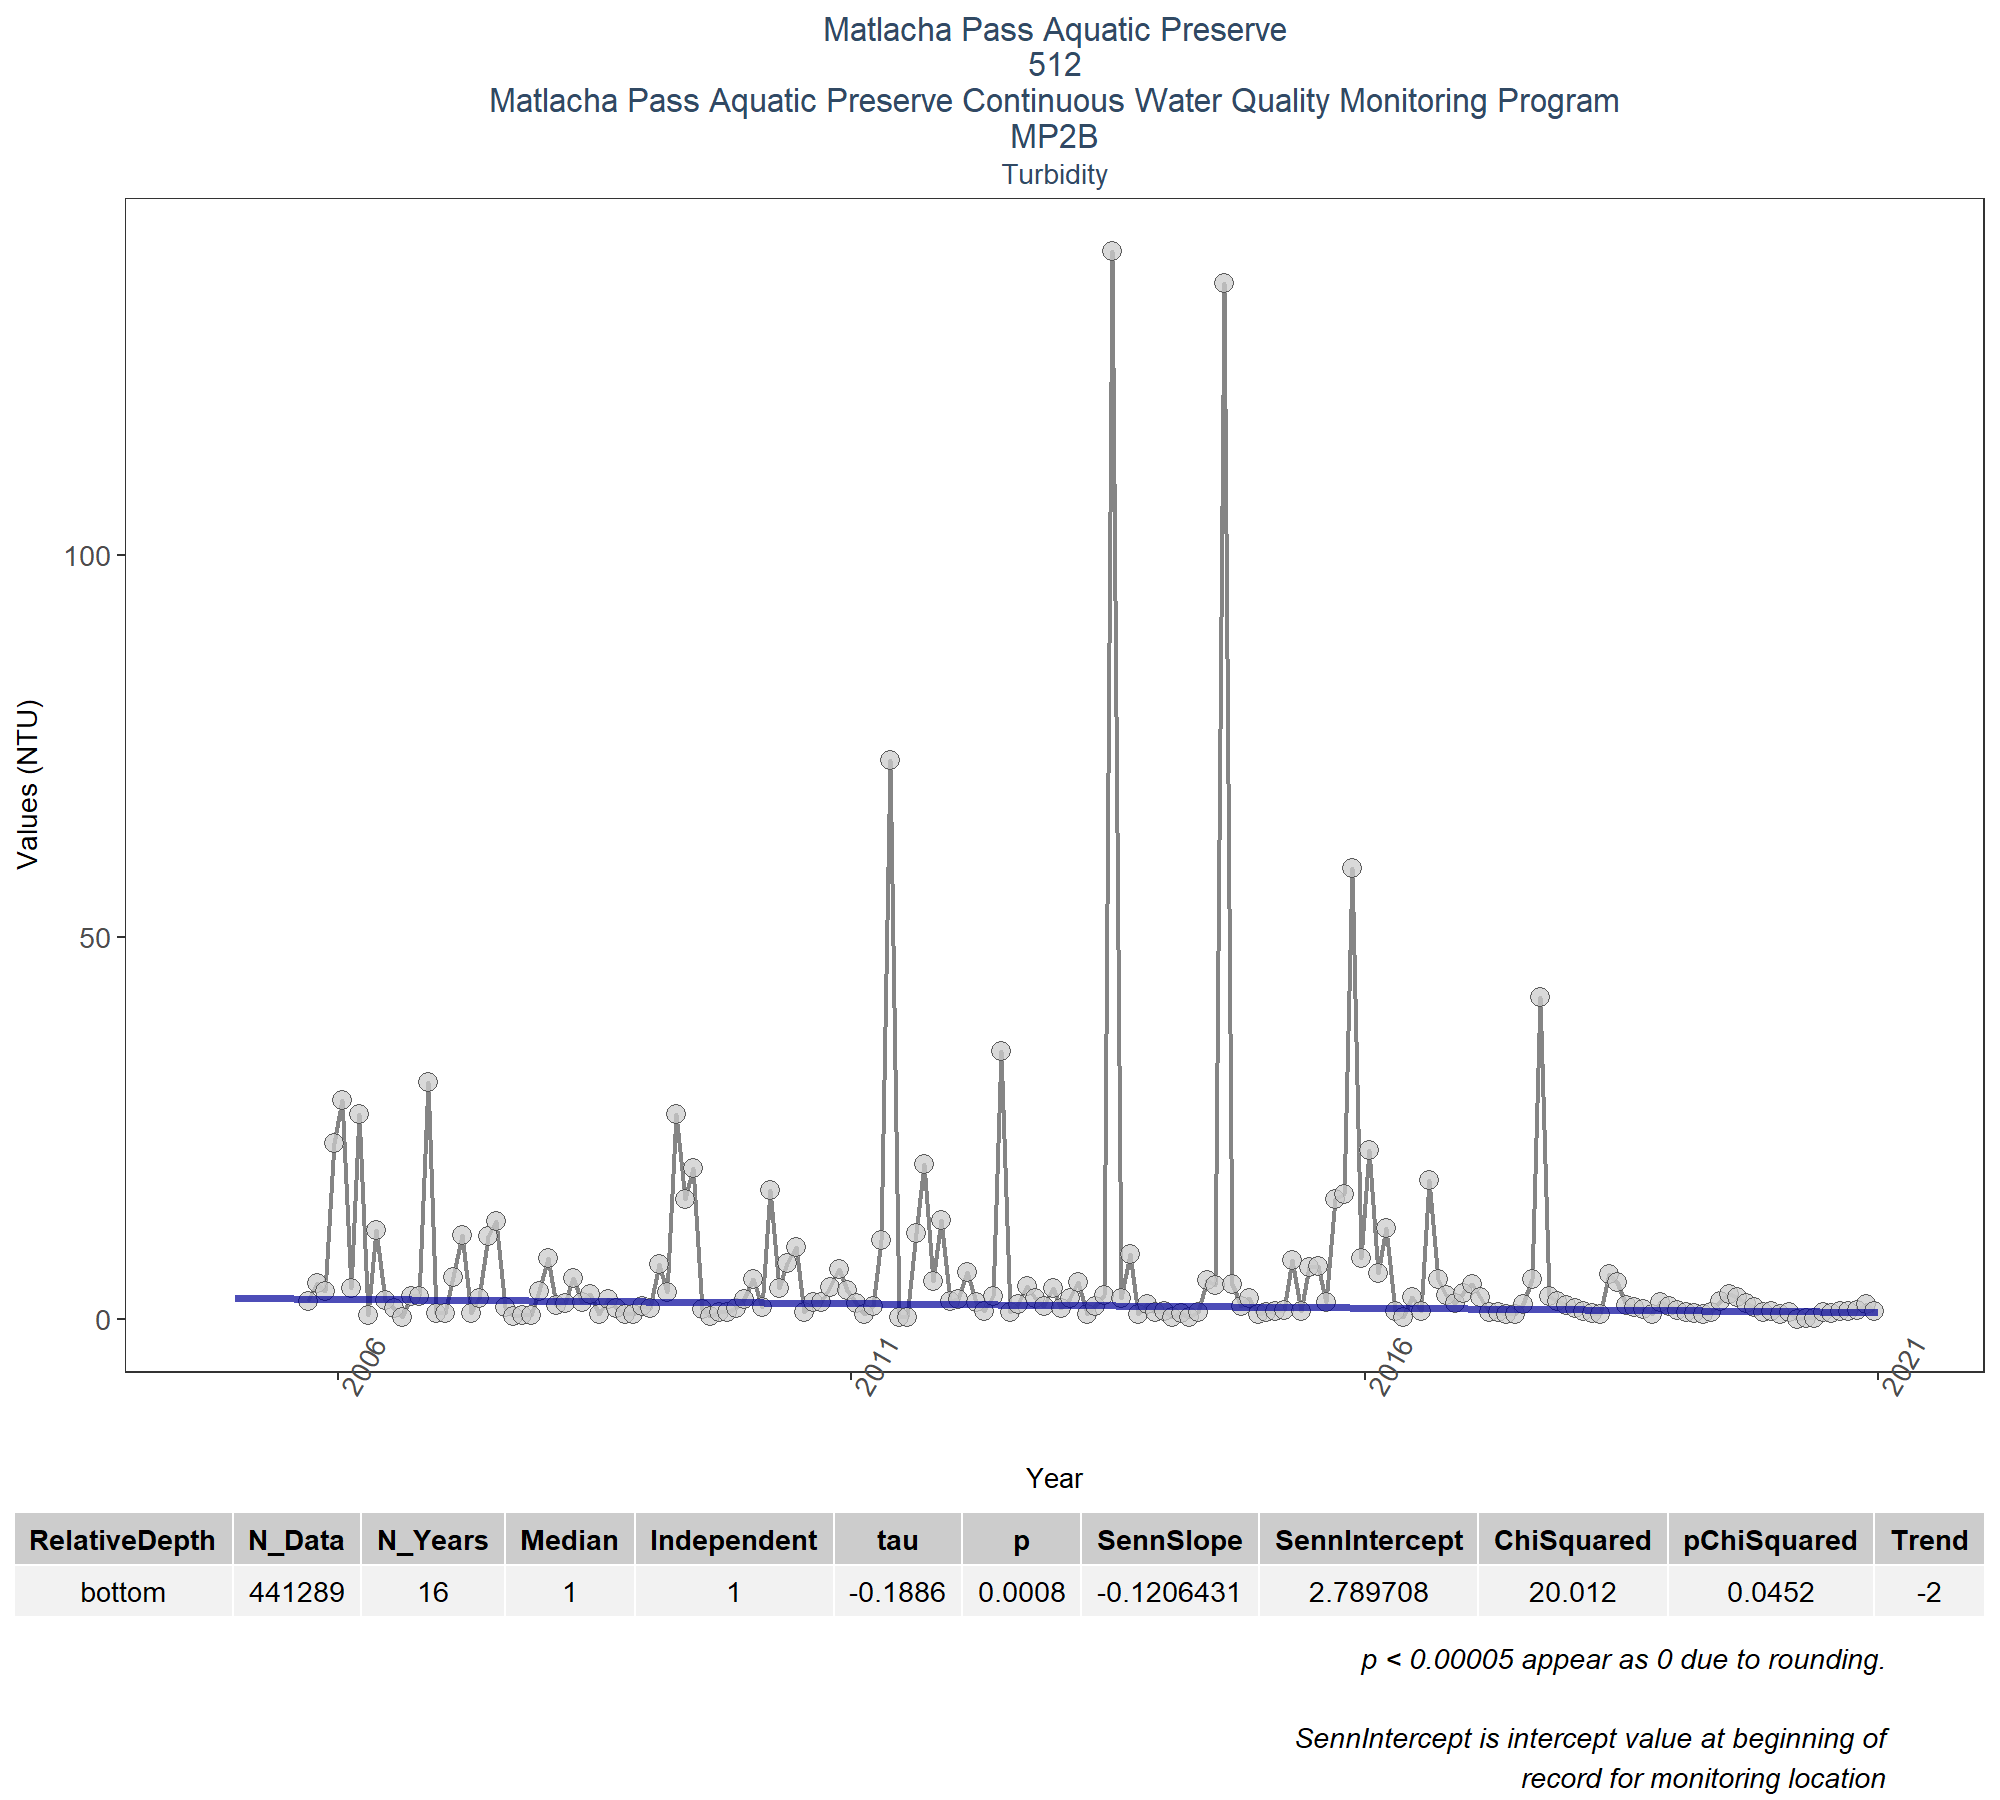 Matlacha Pass Aquatic Preserve
512
Matlacha Pass Aquatic Preserve Continuous Water Quality Monitoring Program
MP2B
Turbidity
Values (NTU)
100
50
0
2006 2011 2016 2021
Year
RelativeDepth N_Data N_Years Median Independent tau p SennSlope SennIntercept ChiSquared pChiSquared Trend
bottom 441289 16 1 1 -0.1886 0.0008 -0.1206431 2.789708 20.012 0.0452 -2
p < 0.00005 appear as 0 due to rounding.
SennIntercept is intercept value at beginning of
record for monitoring location